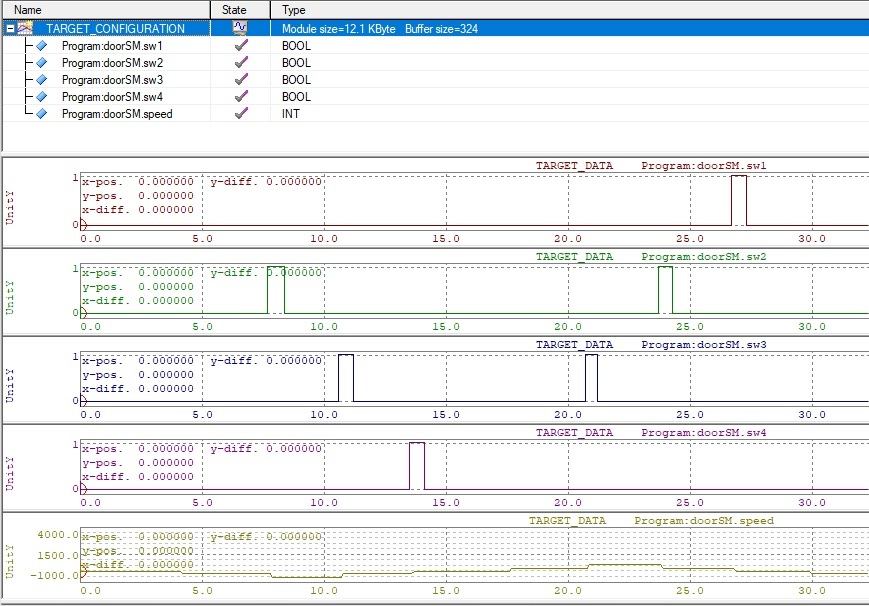 Name State Type
TARGET_CONFIGURATION Module size=12.1 KByte Buffer size=324
Program:doorSM.sw1 BOOL
Program:doorSM.sw2 BOOL
Program:doorSM.sw3 BOOL
Program:doorSM.sw4 BOOL
Program:doorSM.speed INT
TARGET_DATA Program:doorSM.sw1
1 x-pos. 0.000000 y-diff. 0.000000
y-pos. 0.000000
x-diff. 0.000000
UnitY
0
0.0 5.0 10.0 15.0 20.0 25.0 30.0
TARGET_DATA Program:doorSM.sw2
1 x-pos. 0.000000 y-diff. 0.000000
y-pos. 0.000000
x-diff. 0.000000
UnitY
0
0.0 5.0 10.0 15.0 20.0 25.0 30.0
TARGET_DATA Program:doorSM.sw3
1 x-pos. 0.000000 y-diff. 0.000000
y-pos. 0.000000
x-diff. 0.000000
UnitY
0
0.0 5.0 10.0 15.0 20.0 25.0 30.0
TARGET_DATA Program:doorSM.sw4
1 x-pos. 0.000000 y-diff. 0.000000
y-pos. 0.000000
x-diff. 0.000000
UnitY
0
0.0 5.0 10.0 15.0 20.0 25.0 30.0
TARGET_DATA Program:doorSM.speed
4000.0 x-pos. 0.000000 y-diff. 0.000000
1500.0 y-pos. 0.000000
x-diff. 0.000000
UnitY
-1000.0
0.0 5.0 10.0 15.0 20.0 25.0 30.0